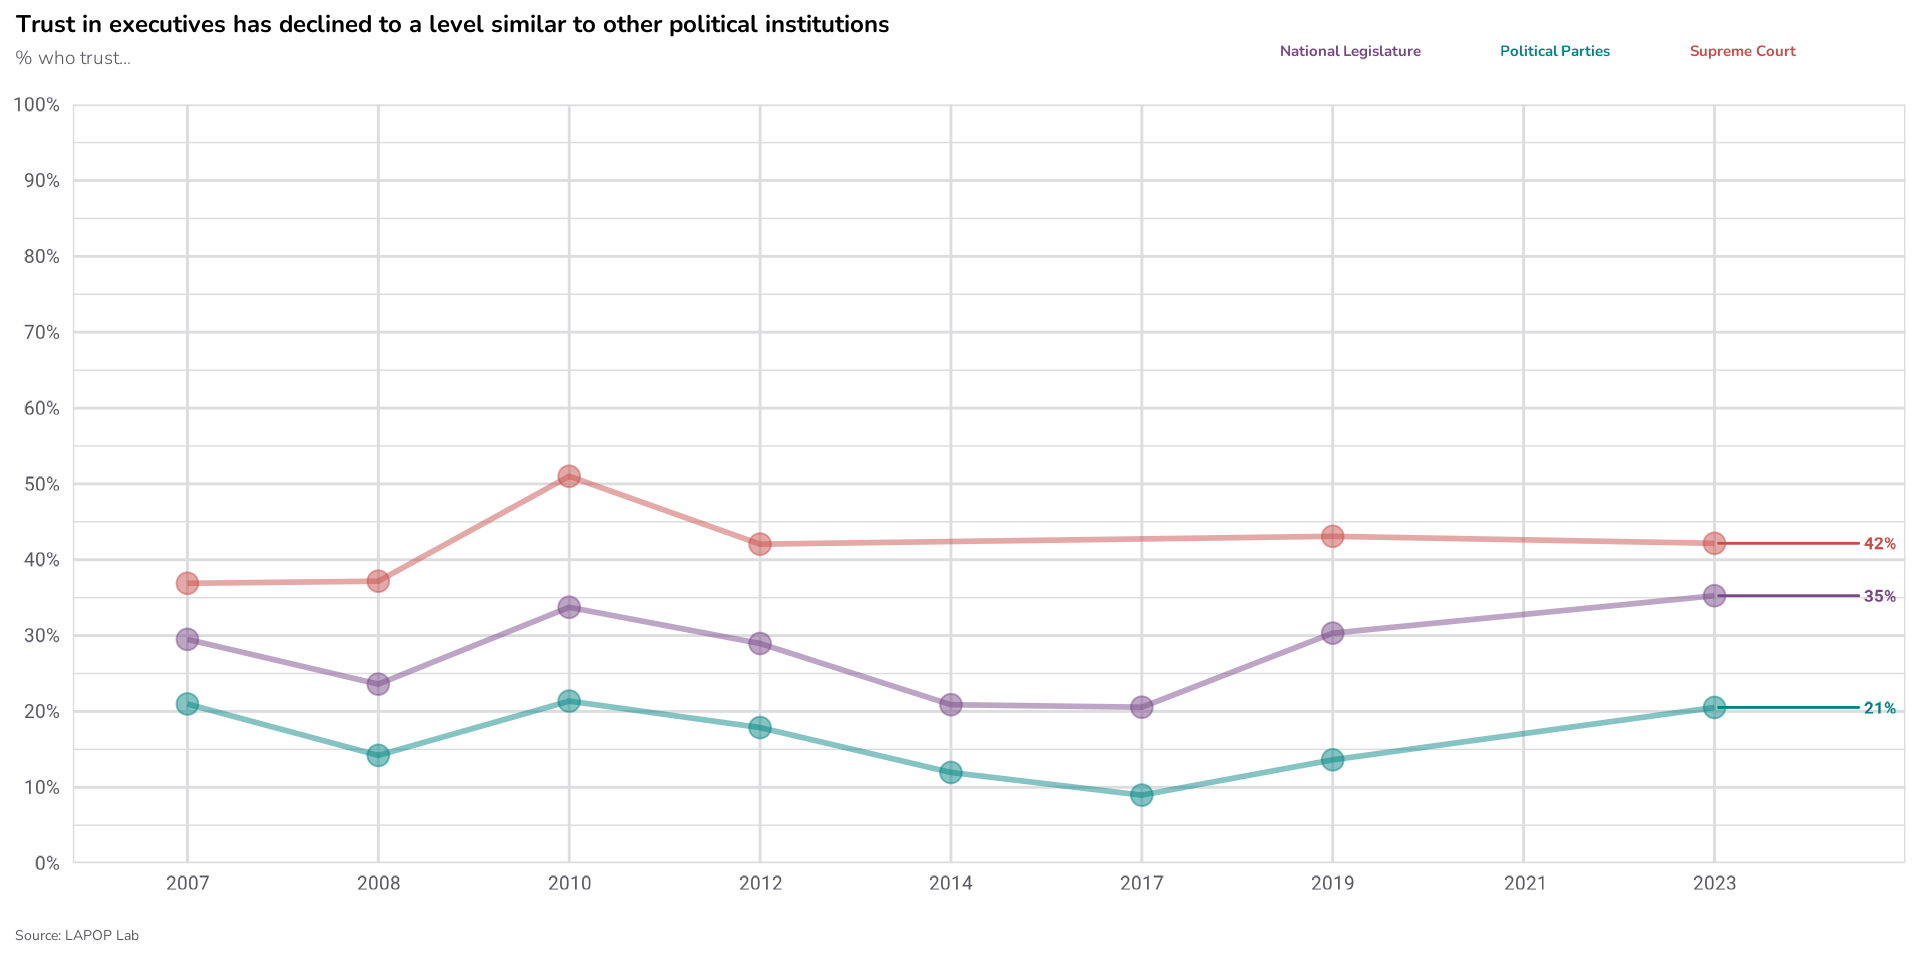 Trust in executives has declined to a level similar to other political institutions
% who trust...
National Legislature Political Parties Supreme Court
100%
90%
80%
70%
60%
50%
40%
30%
20%
10%
0%
42%
35%
21%
2007 2008 2010 2012 2014 2017 2019 2021 2023
Source: LAPOP Lab